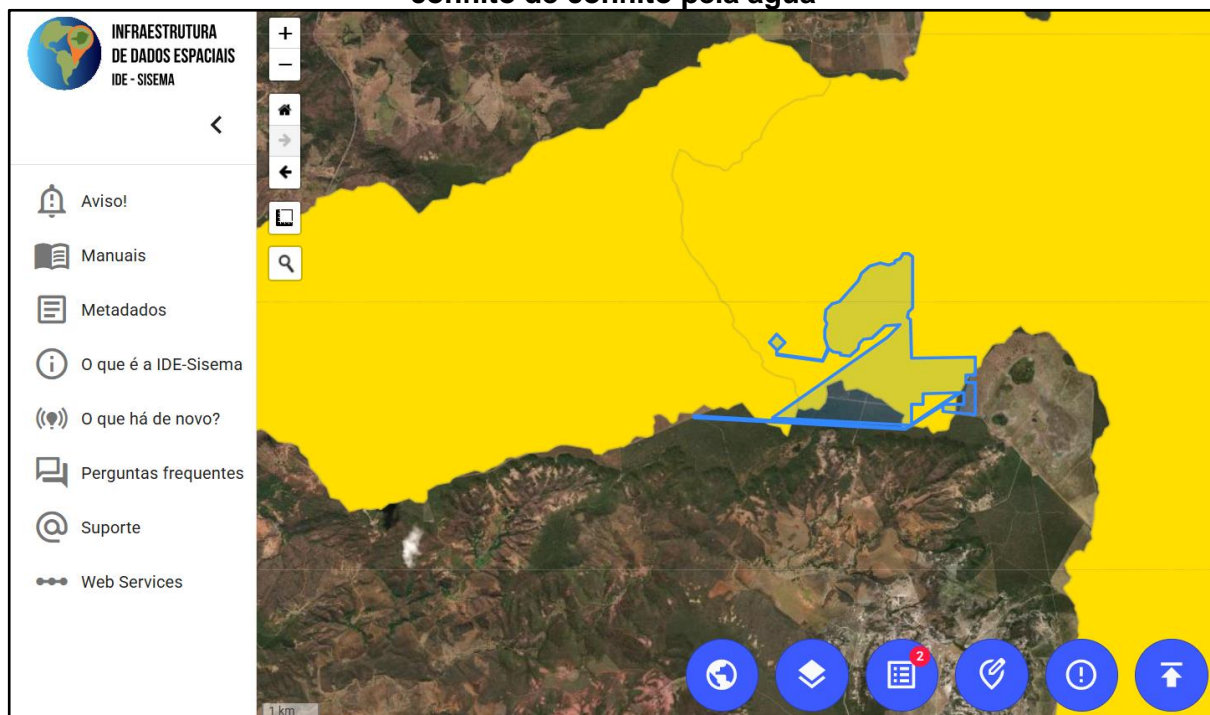 conflito de conflito pela água
INFRAESTRUTURA
DE DADOS ESPACIAIS
IDE - SISEMA
Aviso!
Manuais
Metadados
O que é a IDE-Sisema
O que há de novo?
Perguntas frequentes
Suporte
Web Services
2
1 km